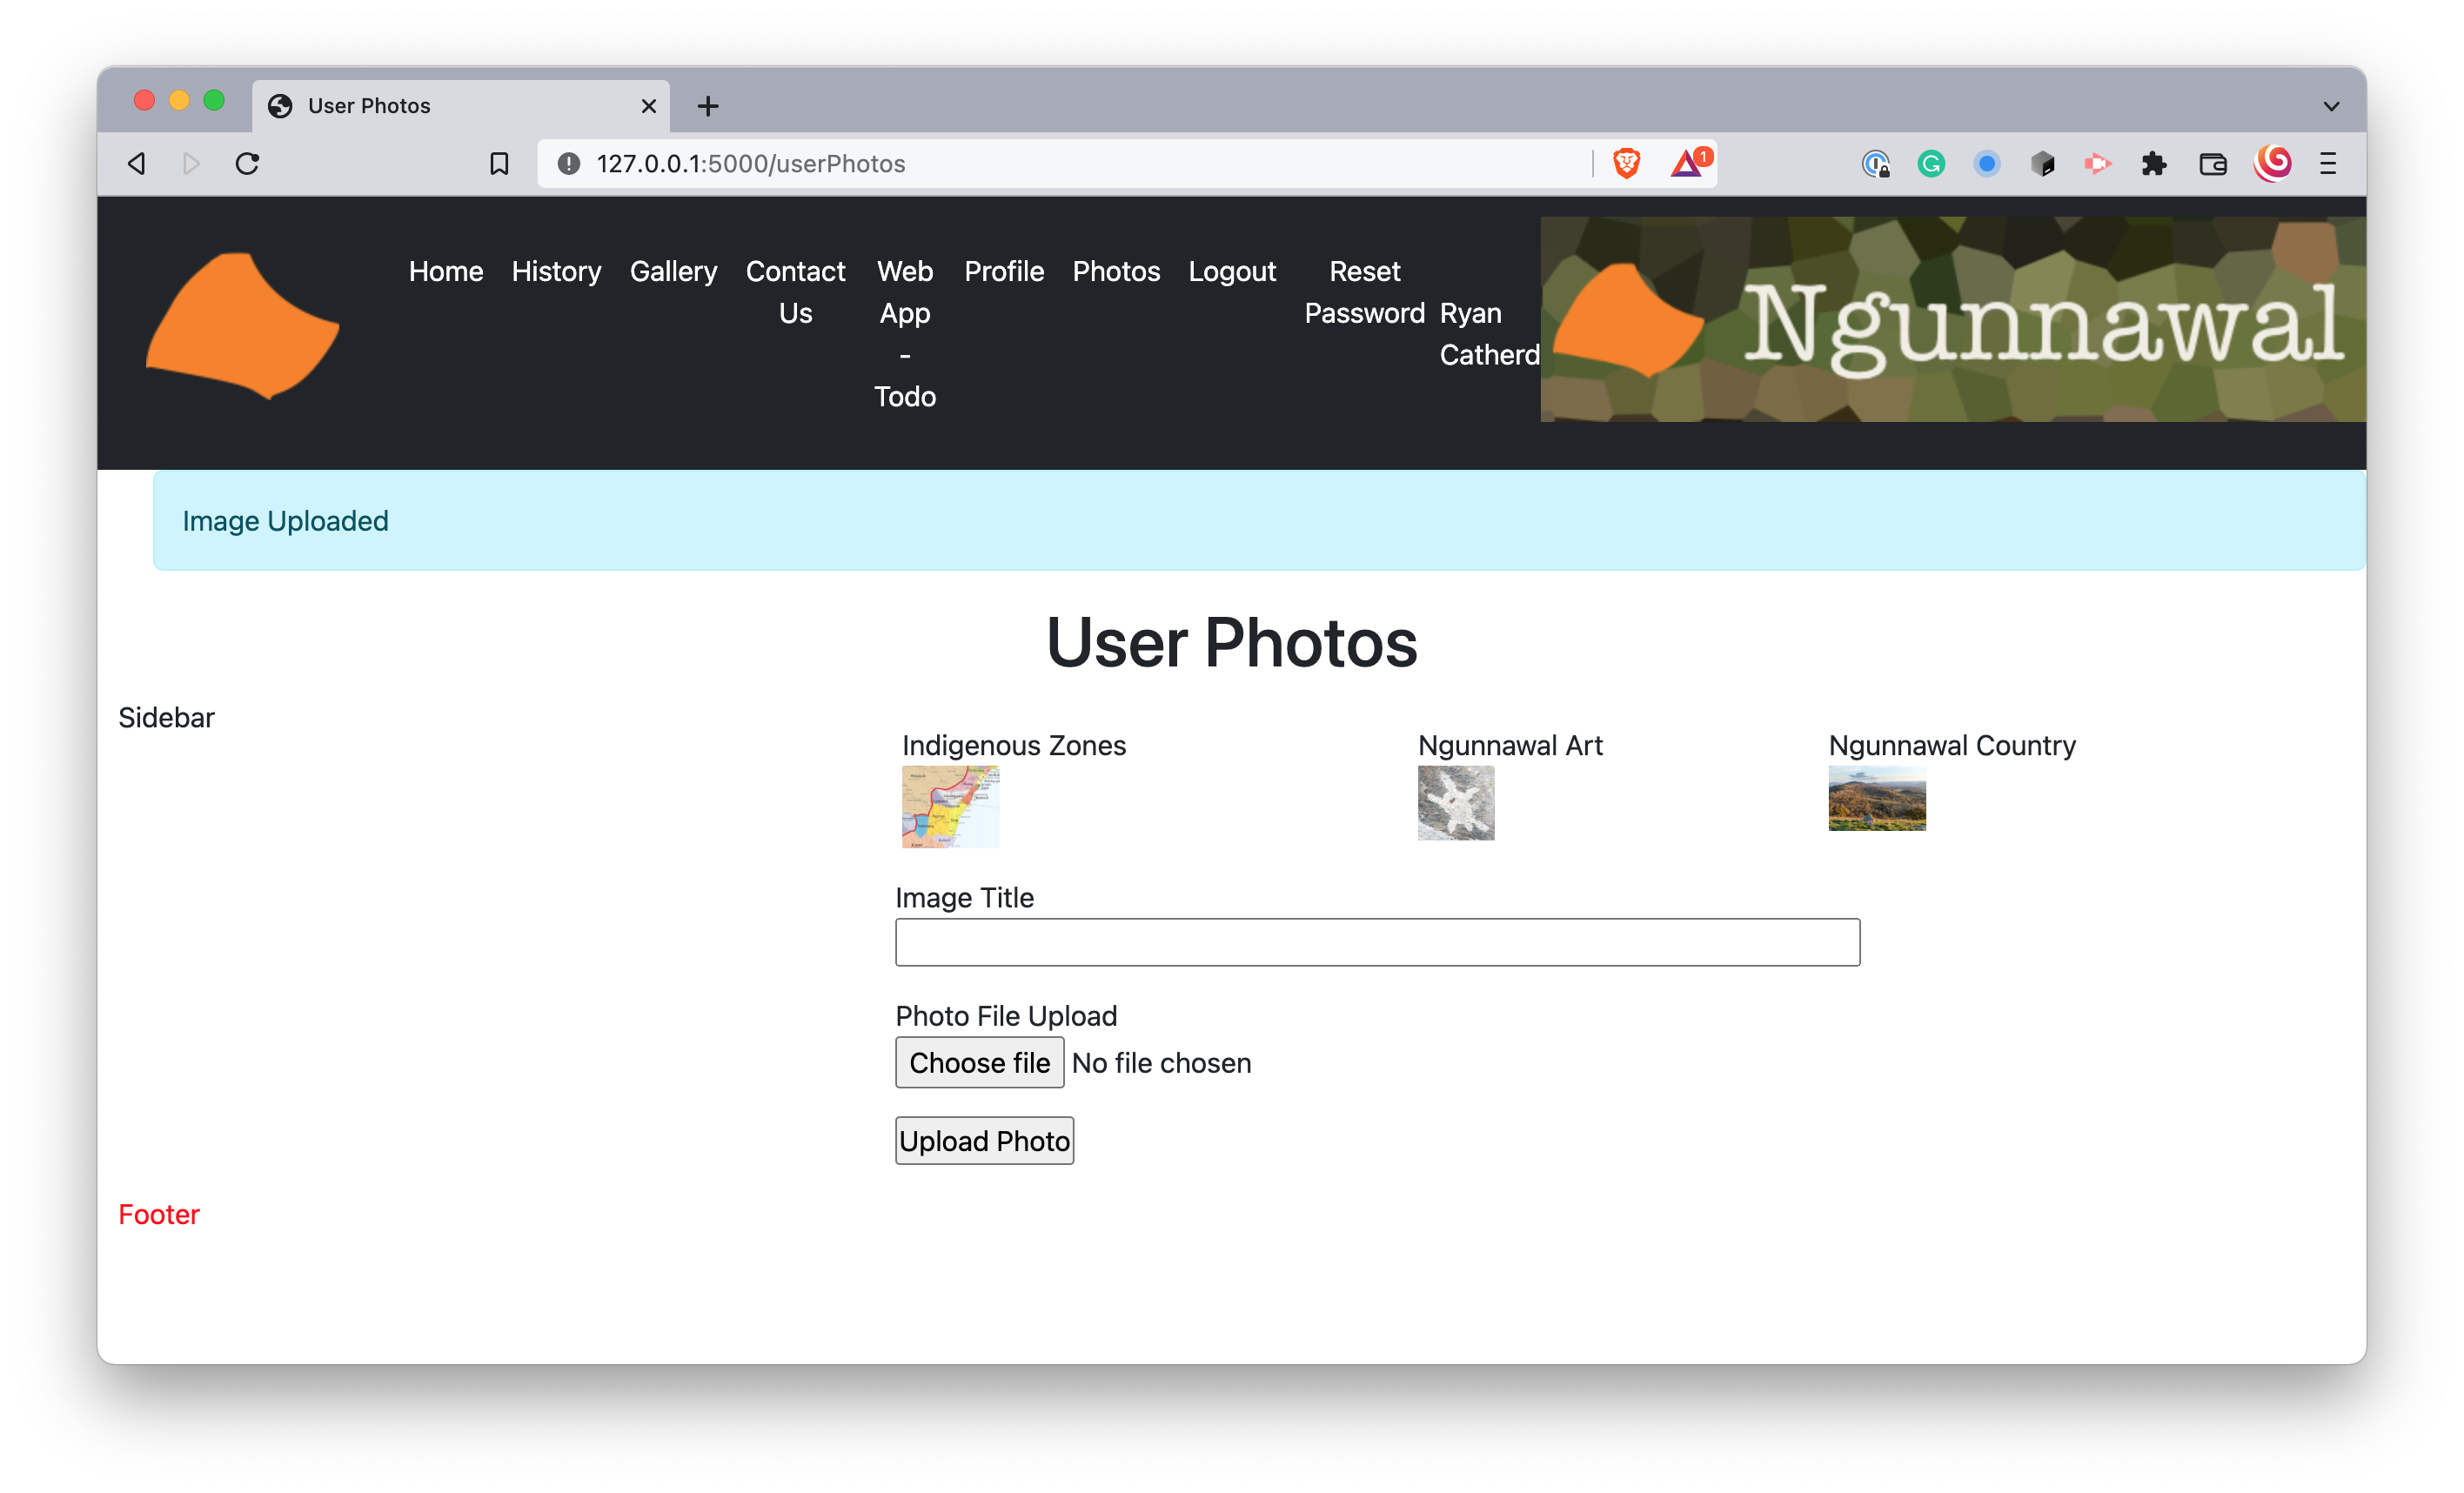 User Photos
127.0.0.1:5000/userPhotos
1
Home History Gallery Contact Us Web App - Todo Profile Photos Logout Reset Password Ryan Catherd
Ngunnawal
Image Uploaded
User Photos
Sidebar
Indigenous Zones Ngunnawal Art Ngunnawal Country
Image Title
Photo File Upload
Choose file No file chosen
Upload Photo
Footer